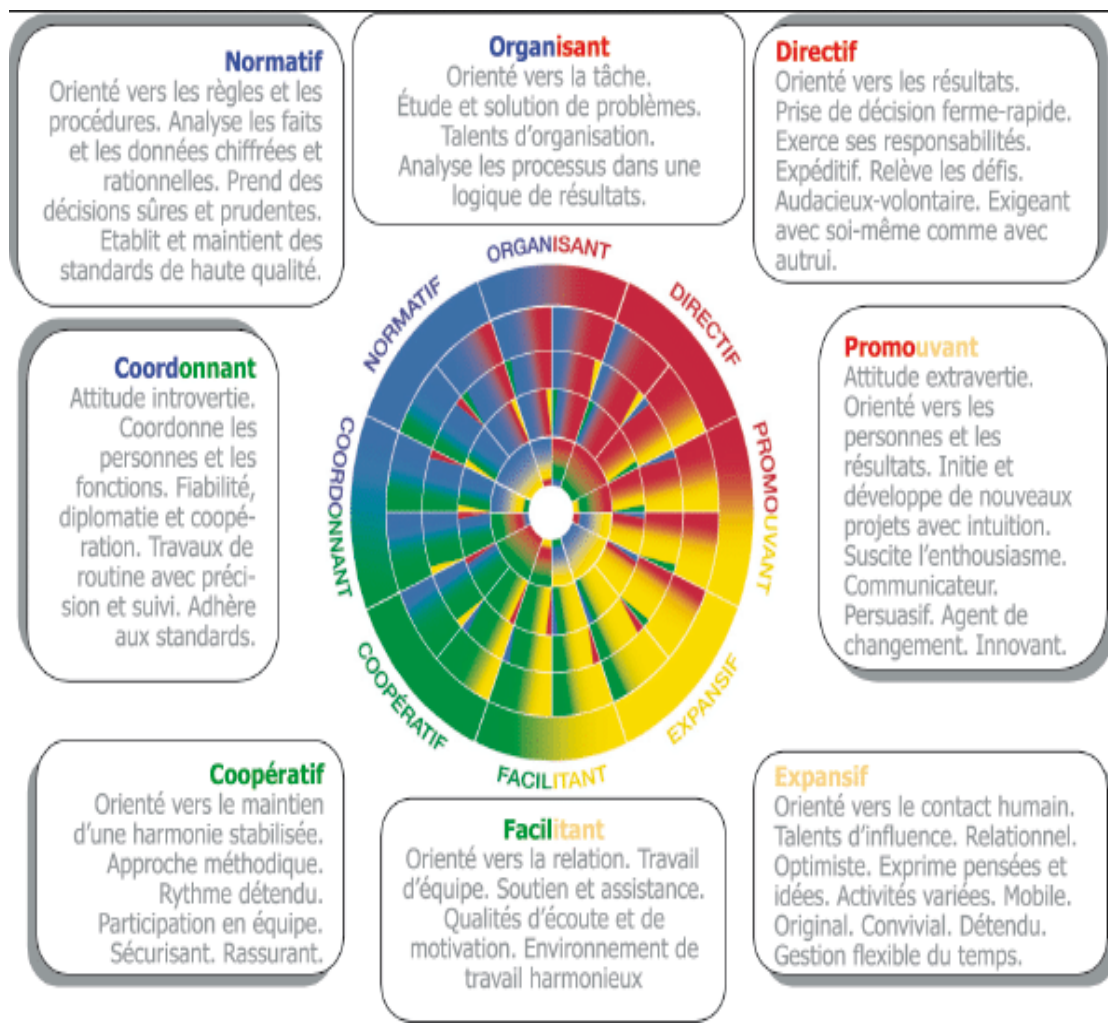 Normatif
Orienté vers les règles et les
procédures. Analyse les faits
et les données chiffrées et
rationnelles. Prend des
décisions sûres et prudentes.
Etablit et maintient des
standards de haute qualité.
Organisant
Orienté vers la tâche.
Étude et solution de problèmes.
Talents d'organisation.
Analyse les processus dans une
logique de résultats.
Directif
Orienté vers les résultats.
Prise de décision ferme-rapide.
Exerce ses responsabilités.
Expéditif. Relève les défis.
Audacieux-volontaire. Exigeant
avec soi-même comme avec
autrui.
Coordonnant
Attitude introvertie.
Coordonne les
personnes et les
fonctions. Fiabilité,
diplomatie et coopé-
ration. Travaux de
routine avec préci-
sion et suivi. Adhère
aux standards.
ORGANISANT
DIRECTIF
PROMOUVANT
EXPANSIF
FACILITANT
COOPÉRATIF
COORDONNANT
NORMATIF
Promouvant
Attitude extravertie.
Orienté vers les
personnes et les
résultats. Initie et
développe de nouveaux
projets avec intuition.
Suscite l'enthousiasme.
Communicateur.
Persuasif. Agent de
changement. Innovant.
Coopératif
Orienté vers le maintien
d'une harmonie stabilisée.
Approche méthodique.
Rythme détendu.
Participation en équipe.
Sécurisant. Rassurant.
Facilitant
Orienté vers la relation. Travail
d'équipe. Soutien et assistance.
Qualités d'écoute et de
motivation. Environnement de
travail harmonieux
Expansif
Orienté vers le contact humain.
Talents d'influence. Relationnel.
Optimiste. Exprime pensées et
idées. Activités variées. Mobile.
Original. Convivial. Détendu.
Gestion flexible du temps.